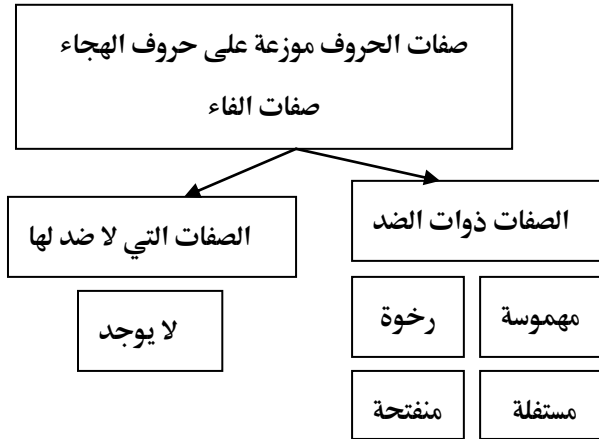 صفات الحروف موزعة على حروف الهجاء
صفات الفاء
الصفات ذوات الضد
الصفات التي لا ضد لها
مهموسة
رخوة
لا يوجد
مستفلة
منفتحة